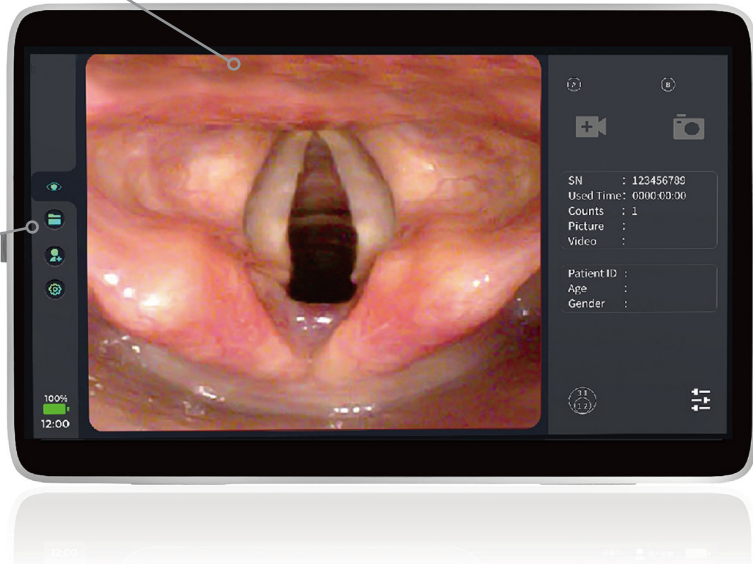 100%
12:00
A
B
SN : 123456789
Used Time : 0000:00:00
Counts : 1
Picture :
Video :
Patient ID :
Age :
Gender :